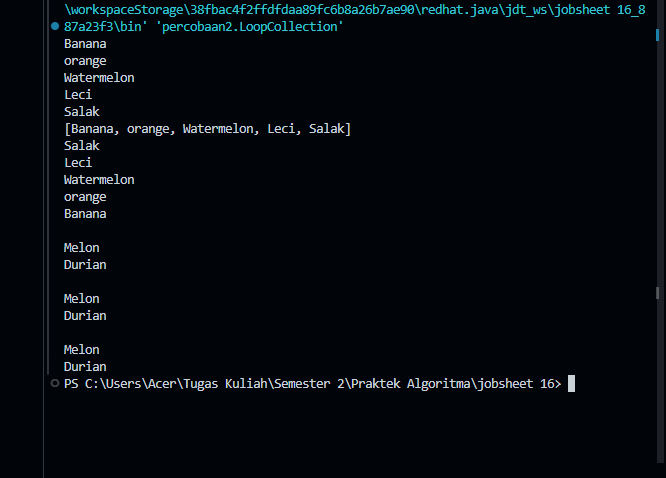 \workspaceStorage\38fbac4f2ffdfdaa89fc6b8a26b7ae90\redhat.java\jdt_ws\jobsheet 16_8
87a23f3\bin' 'percobaan2.LoopCollection'
Banana
orange
Watermelon
Leci
Salak
[Banana, orange, Watermelon, Leci, Salak]
Salak
Leci
Watermelon
orange
Banana
Melon
Durian
Melon
Durian
Melon
Durian
PS C:\Users\Acer\Tugas Kuliah\Semester 2\Praktek Algoritma\jobsheet 16>